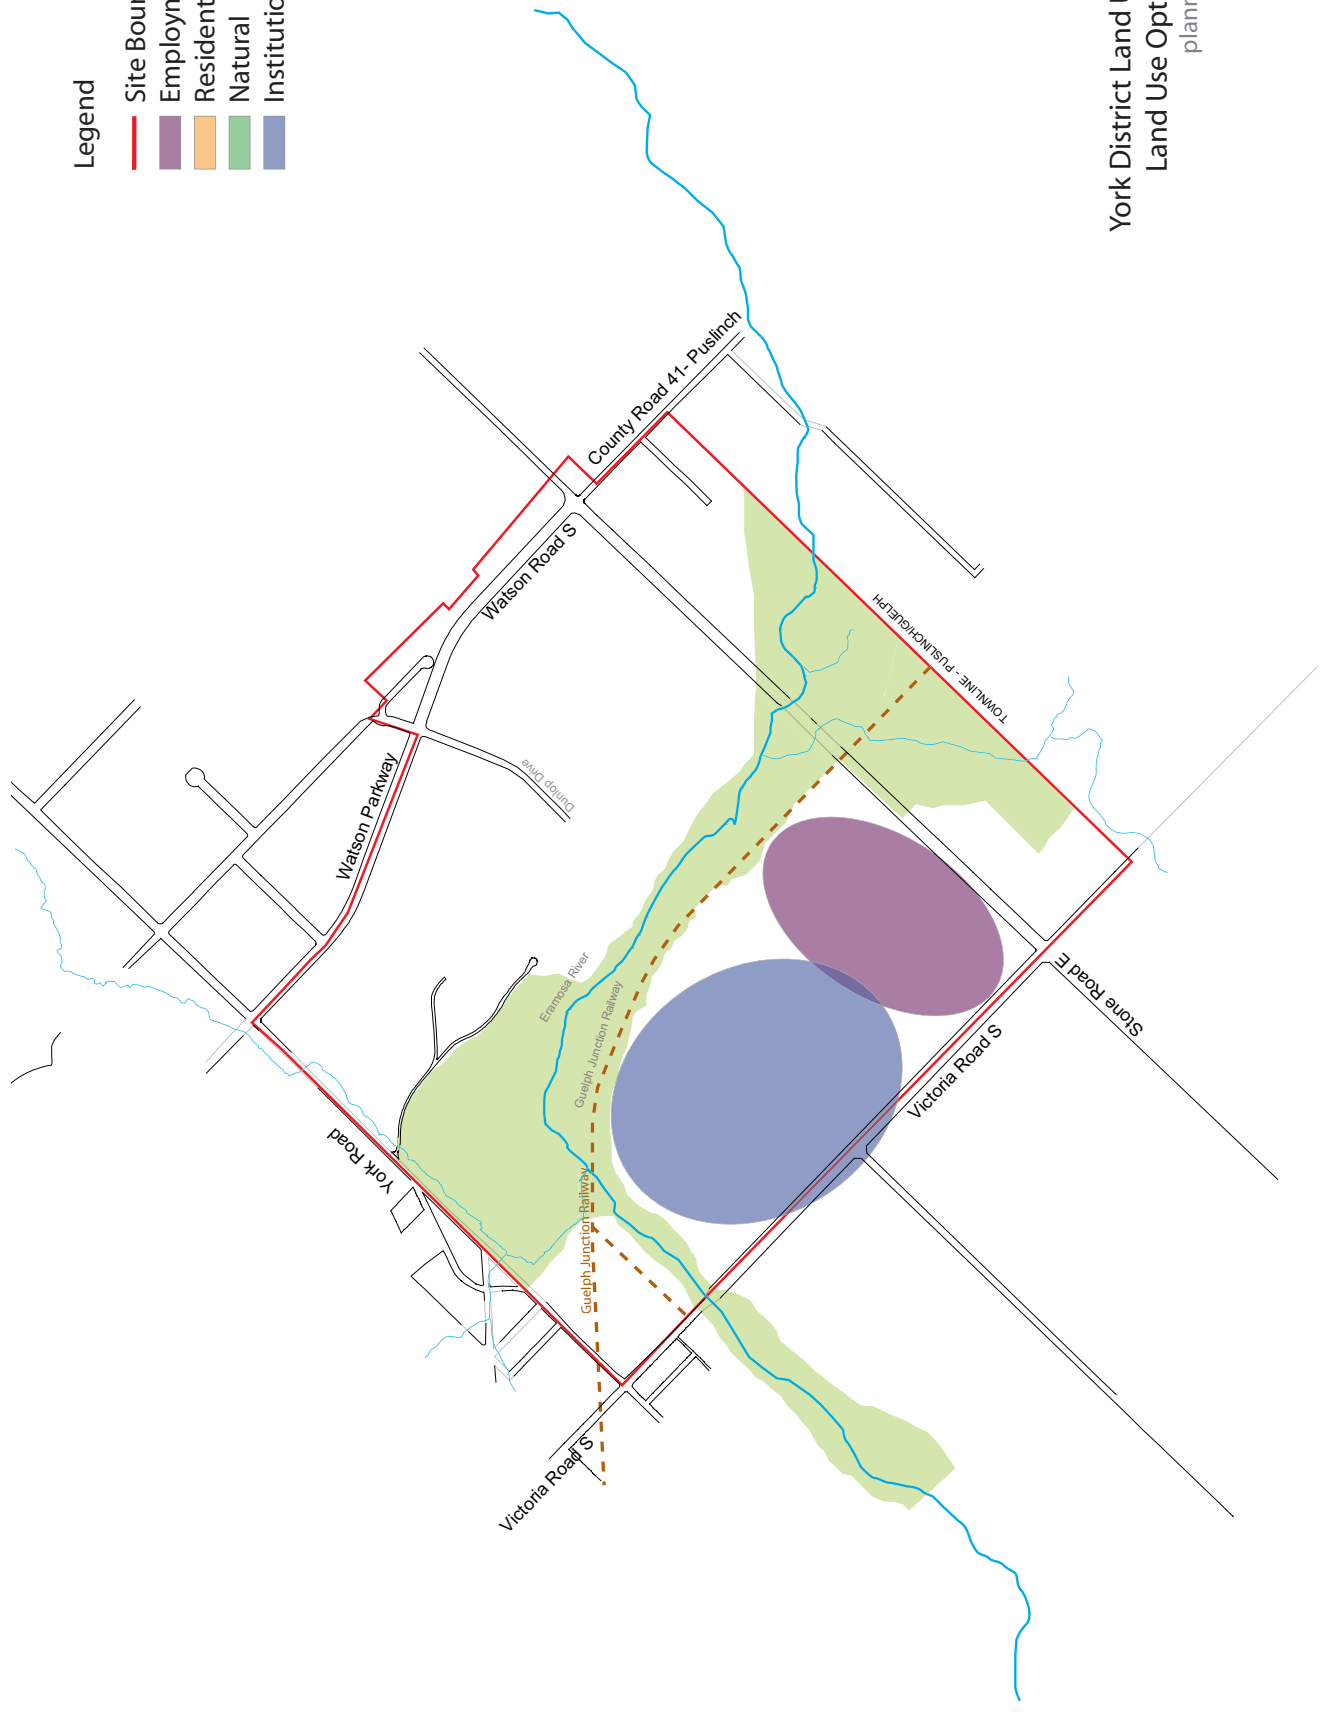 Legend
Site Bour
Employn
Resident
Natural
Institutio
York District Land U
Land Use Opt
plann
County Road 41- Puslinch
Watson Road S
TOWNLINE - PUSLINCH/GUELPH
Dunlop Drive
Watson Parkway
Eramosa River
Guelph Junction Railway
Stone Road E
Victoria Road S
York Road
Guelph Junction Railway
Victoria Road S